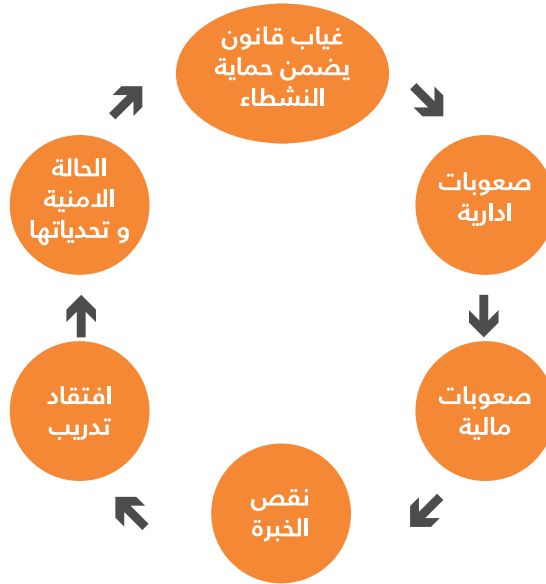 غياب قانون
يضمن حماية
النشطاء
صعوبات
ادارية
صعوبات
مالية
نقص
الخبرة
افتقاد
تدريب
الحالة
الامنية
و تحدياتها